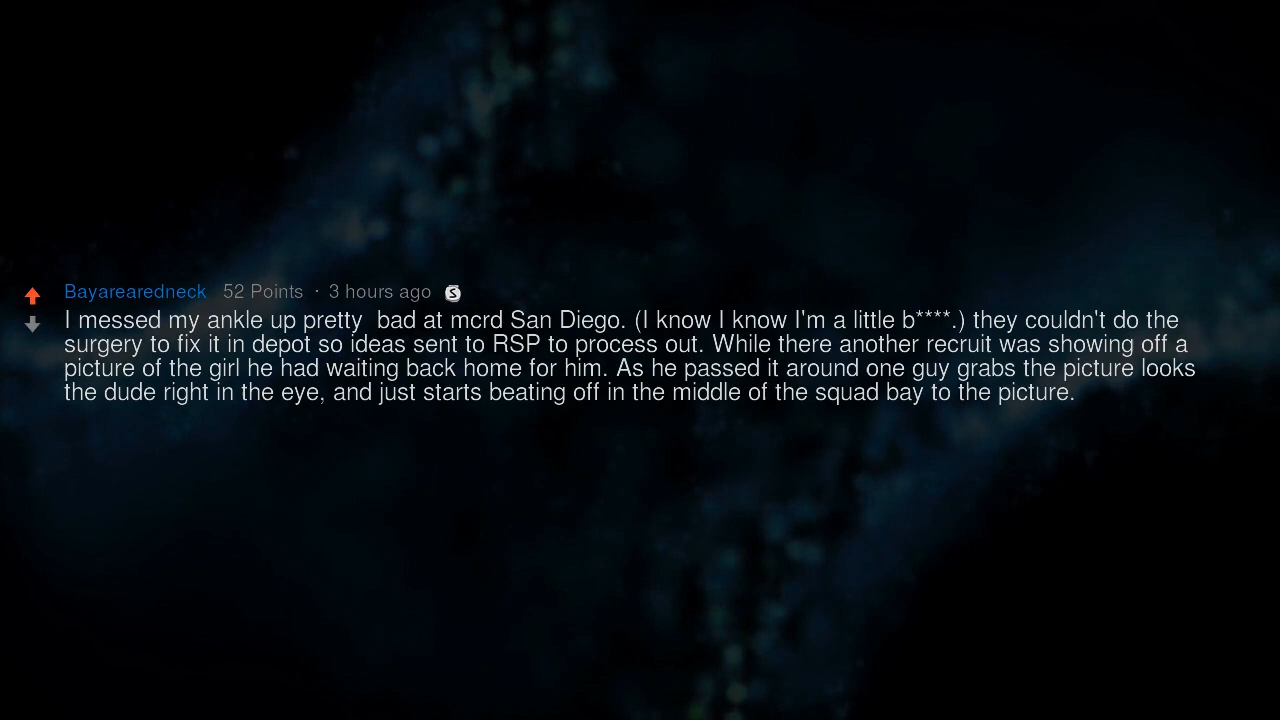 Bayarearedneck 52 Points · 3 hours ago S
I messed my ankle up pretty  bad at mcrd San Diego. (I know I know I'm a little b****.) they couldn't do the
surgery to fix it in depot so ideas sent to RSP to process out. While there another recruit was showing off a
picture of the girl he had waiting back home for him. As he passed it around one guy grabs the picture looks
the dude right in the eye, and just starts beating off in the middle of the squad bay to the picture.